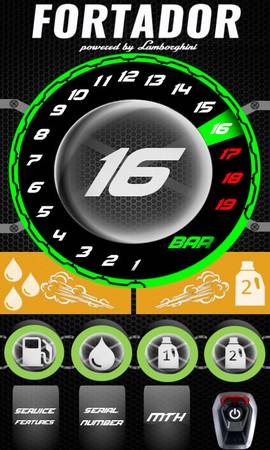 FORTADOR
powered by Lamborghini
1 2 3 4 5 6 7 8 9 10 11 12 13 14 15 16 17 18 19
16
BAR
2
1 2
SERVICE
FEATURES
SERIAL
NUMBER
MTH